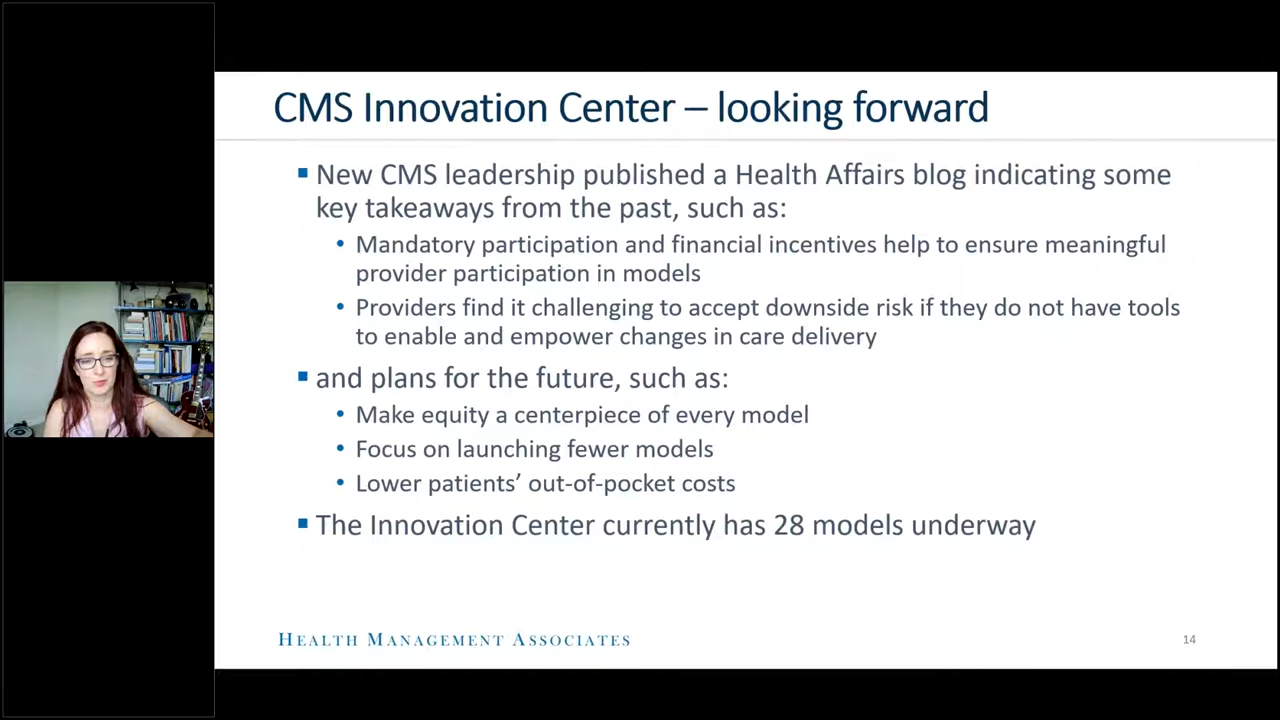 CMS Innovation Center – looking forward
▪ New CMS leadership published a Health Affairs blog indicating some
key takeaways from the past, such as:
• Mandatory participation and financial incentives help to ensure meaningful
provider participation in models
• Providers find it challenging to accept downside risk if they do not have tools
to enable and empower changes in care delivery
▪ and plans for the future, such as:
• Make equity a centerpiece of every model
• Focus on launching fewer models
• Lower patients’ out-of-pocket costs
▪ The Innovation Center currently has 28 models underway
HEALTH MANAGEMENT ASSOCIATES
14